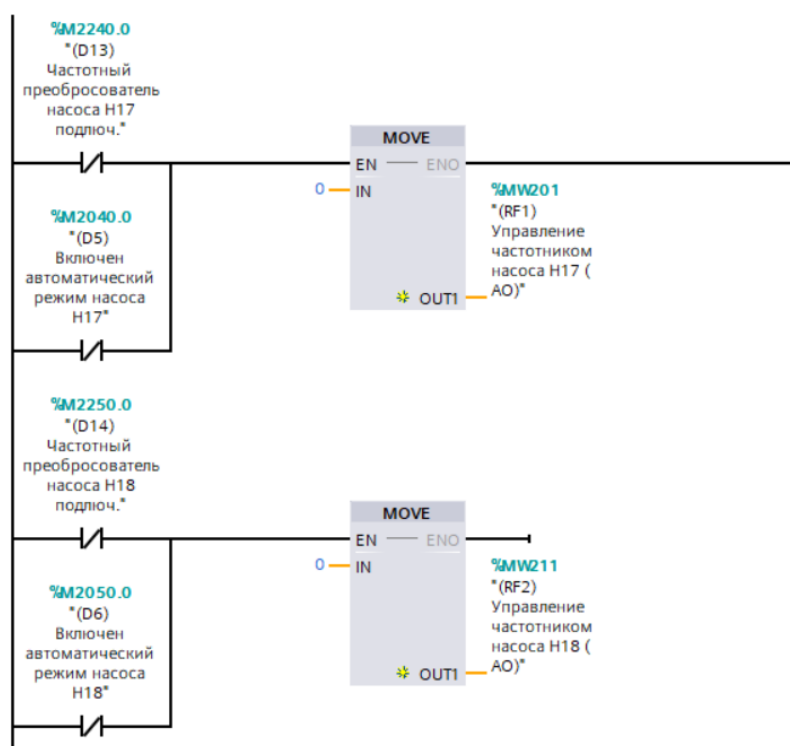 %M2240.0
"(D13)
Частотный
преобросователь
насоса Н17
подлюч."
MOVE
EN
ENO
0
IN
%MW201
"(RF1)
Управление
частотником
насоса Н17 (
AO)"
OUT1
%M2040.0
"(D5)
Включен
автоматический
режим насоса
Н17"
%M2250.0
"(D14)
Частотный
преобросователь
насоса Н18
подлюч."
MOVE
EN
ENO
0
IN
%MW211
"(RF2)
Управление
частотником
насоса Н18 (
AO)"
OUT1
%M2050.0
"(D6)
Включен
автоматический
режим насоса
Н18"